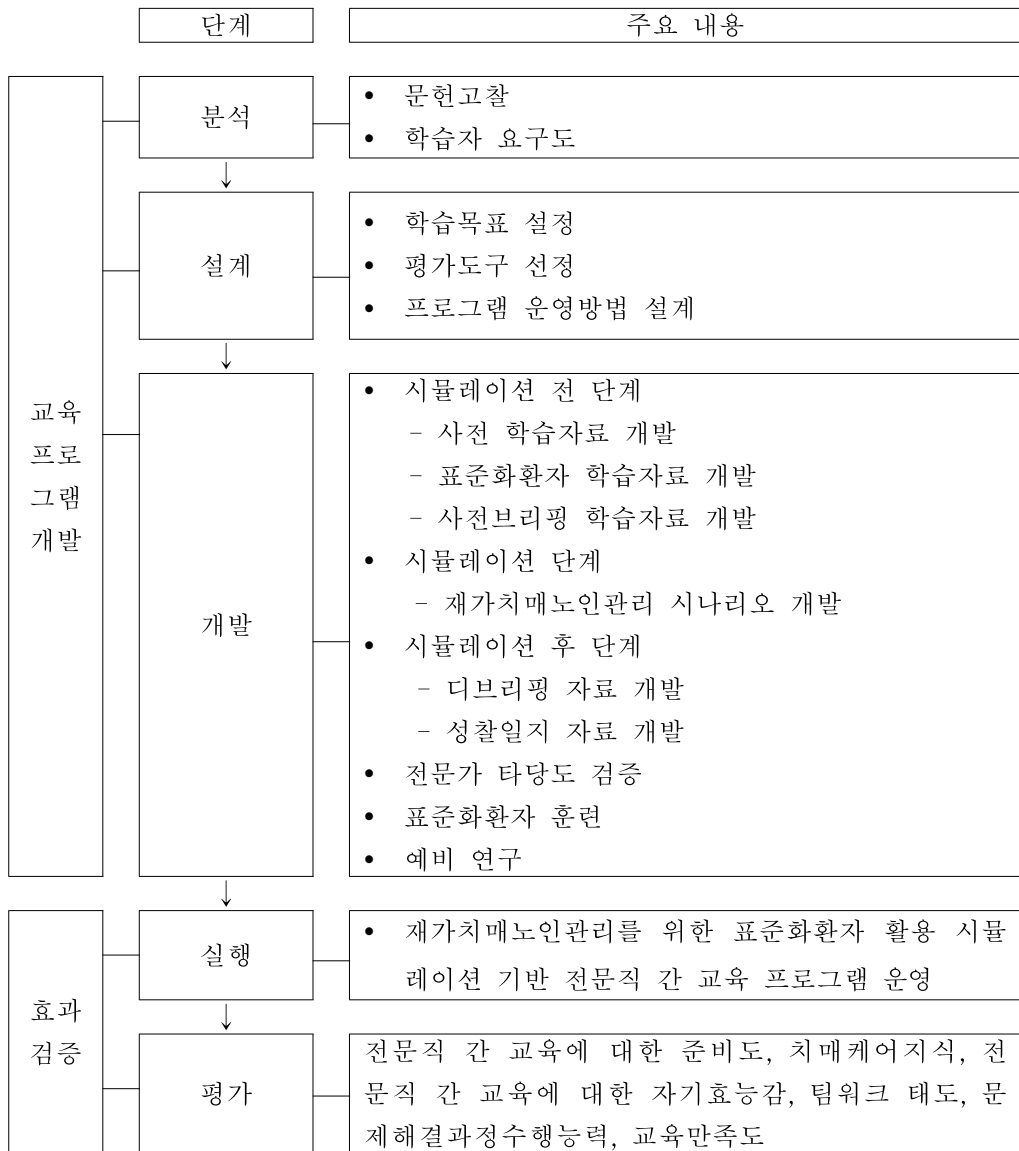 단계
주요 내용
교육
프로
그램
개발
분석
• 문헌고찰
• 학습자 요구도
↓
설계
• 학습목표 설정
• 평가도구 선정
• 프로그램 운영방법 설계
↓
개발
• 시뮬레이션 전 단계
- 사전 학습자료 개발
- 표준화환자 학습자료 개발
- 사전브리핑 학습자료 개발
• 시뮬레이션 단계
- 재가치매노인관리 시나리오 개발
• 시뮬레이션 후 단계
- 디브리핑 자료 개발
- 성찰일지 자료 개발
• 전문가 타당도 검증
• 표준화환자 훈련
• 예비 연구
↓
효과
검증
실행
• 재가치매노인관리를 위한 표준화환자 활용 시뮬
레이션 기반 전문직 간 교육 프로그램 운영
↓
평가
전문직 간 교육에 대한 준비도, 치매케어지식, 전
문직 간 교육에 대한 자기효능감, 팀워크 태도, 문
제해결과정수행능력, 교육만족도